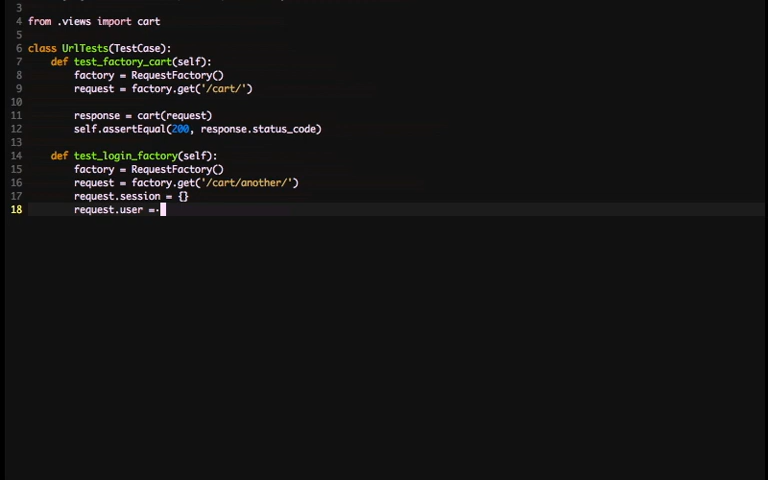 3
4 from .views import cart
5
6 class UrlTests(TestCase):
7 def test_factory_cart(self):
8 factory = RequestFactory()
9 request = factory.get('/cart/')
10
11 response = cart(request)
12 self.assertEqual(200, response.status_code)
13
14 def test_login_factory(self):
15 factory = RequestFactory()
16 request = factory.get('/cart/another/')
17 request.session = {}
18 request.user =